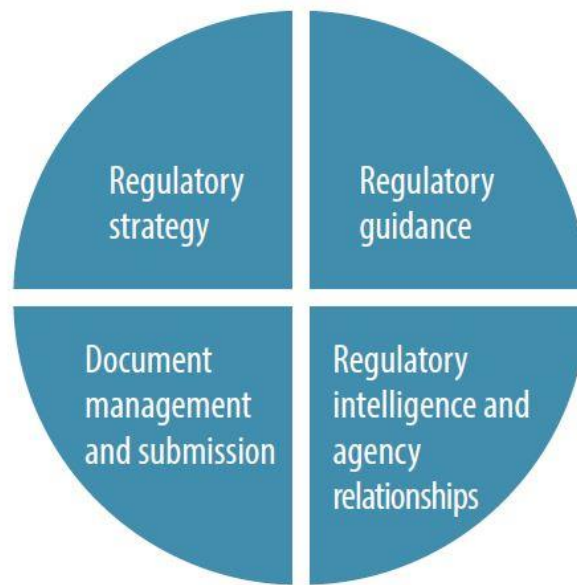 Regulatory
strategy
Regulatory
guidance
Document
management
and submission
Regulatory
intelligence and
agency
relationships